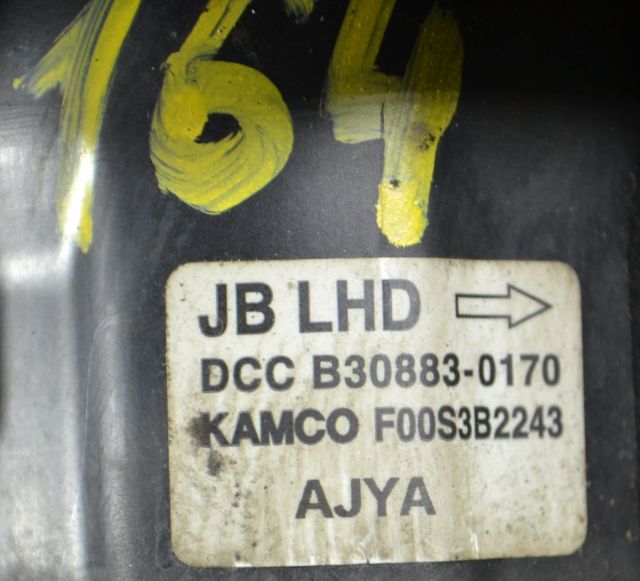 164
JB LHD
DCC B30883-0170
KAMCO F00S3B2243
AJYA